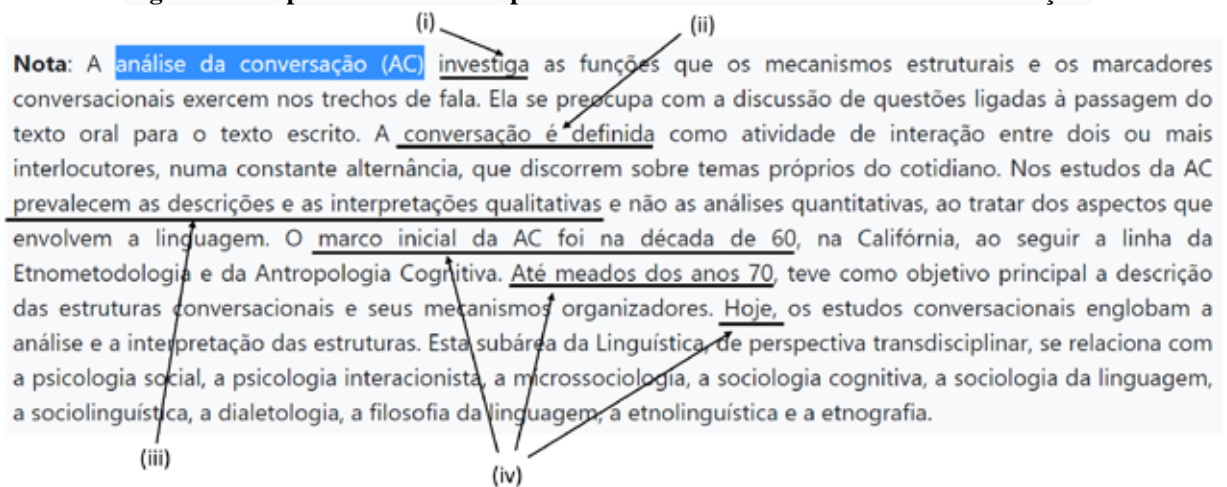 (i)
(ii)
Nota: A análise da conversação (AC) investiga as funções que os mecanismos estruturais e os marcadores
conversacionais exercem nos trechos de fala. Ela se preocupa com a discussão de questões ligadas à passagem do
texto oral para o texto escrito. A conversação é definida como atividade de interação entre dois ou mais
interlocutores, numa constante alternância, que discorrem sobre temas próprios do cotidiano. Nos estudos da AC
prevalecem as descrições e as interpretações qualitativas e não as análises quantitativas, ao tratar dos aspectos que
envolvem a linguagem. O marco inicial da AC foi na década de 60, na Califórnia, ao seguir a linha da
Etnometodologia e da Antropologia Cognitiva. Até meados dos anos 70, teve como objetivo principal a descrição
das estruturas conversacionais e seus mecanismos organizadores. Hoje, os estudos conversacionais englobam a
análise e a interpretação das estruturas. Esta subárea da Linguística, de perspectiva transdisciplinar, se relaciona com
a psicologia social, a psicologia interacionista, a microssociologia, a sociologia cognitiva, a sociologia da linguagem,
a sociolinguística, a dialetologia, a filosofia da linguagem, a etnolinguística e a etnografia.
(iii)
(iv)